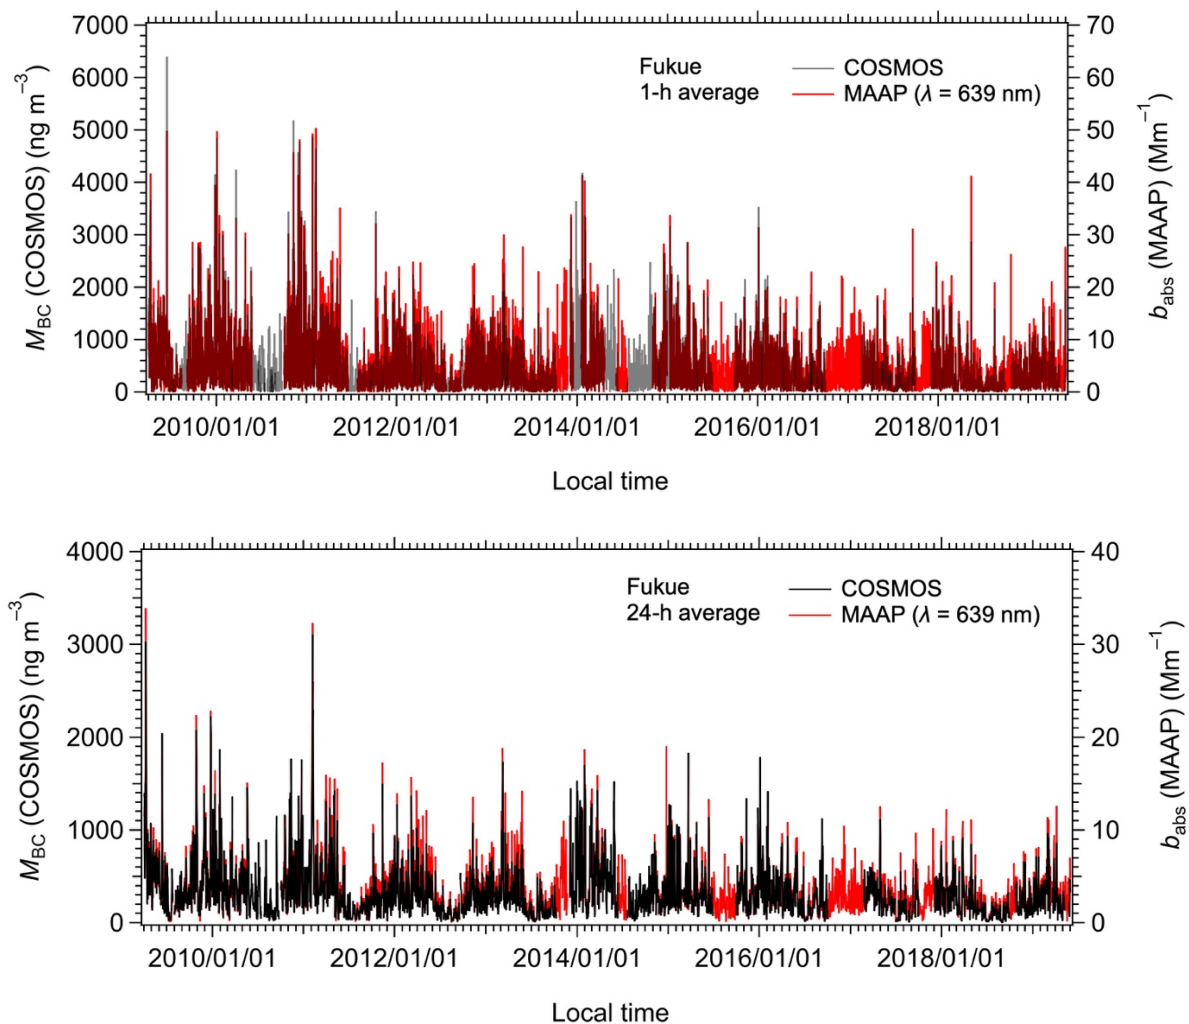 7000
6000
5000
4000
3000
2000
1000
0
M_BC (COSMOS) (ng m⁻³)
Fukue
1-h average
COSMOS
MAAP (λ = 639 nm)
70
60
50
40
30
20
10
0
b_abs (MAAP) (Mm⁻¹)
2010/01/01 2012/01/01 2014/01/01 2016/01/01 2018/01/01
Local time
4000
3000
2000
1000
0
M_BC (COSMOS) (ng m⁻³)
Fukue
24-h average
COSMOS
MAAP (λ = 639 nm)
40
30
20
10
0
b_abs (MAAP) (Mm⁻¹)
2010/01/01 2012/01/01 2014/01/01 2016/01/01 2018/01/01
Local time